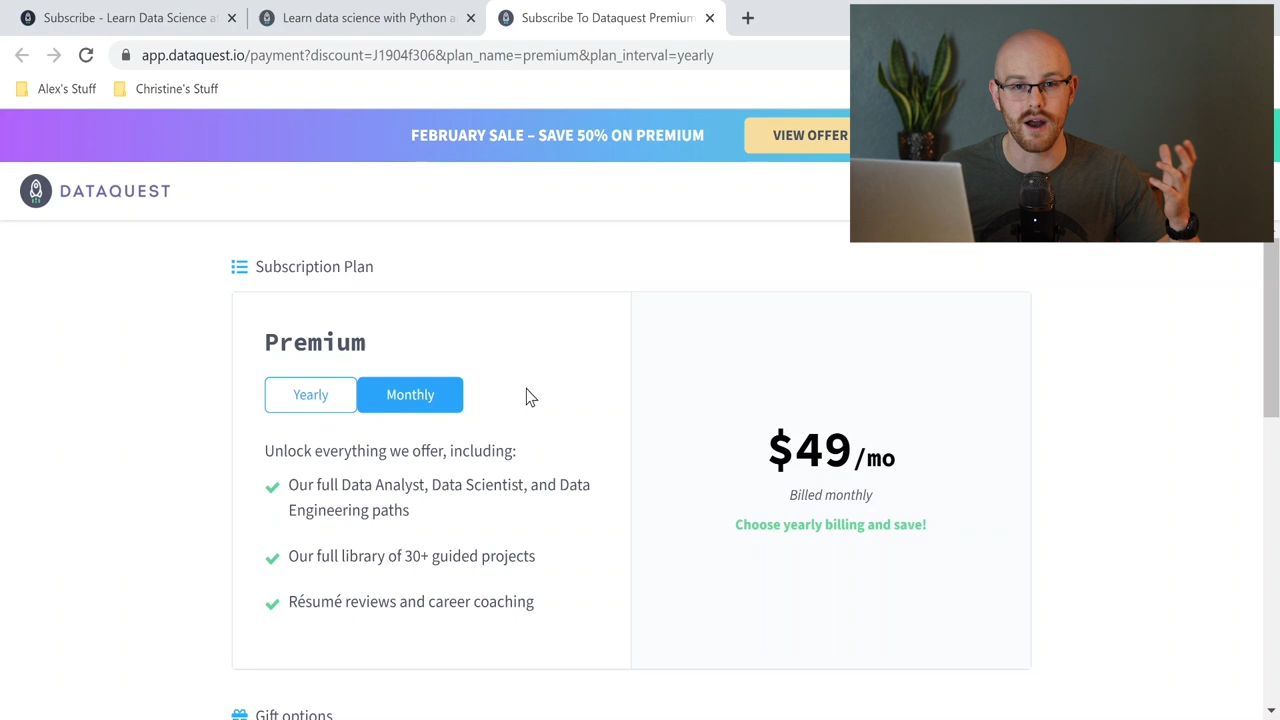 Subscribe - Learn Data Science a
Learn data science with Python a
Subscribe To Dataquest Premium
app.dataquest.io/payment?discount=J1904f306&plan_name=premium&plan_interval=yearly
Alex's Stuff
Christine's Stuff
FEBRUARY SALE – SAVE 50% ON PREMIUM
VIEW OFFER
DATAQUEST
Subscription Plan
Premium
Yearly
Monthly
Unlock everything we offer, including:
Our full Data Analyst, Data Scientist, and Data
Engineering paths
Our full library of 30+ guided projects
Résumé reviews and career coaching
$49/mo
Billed monthly
Choose yearly billing and save!
Gift options